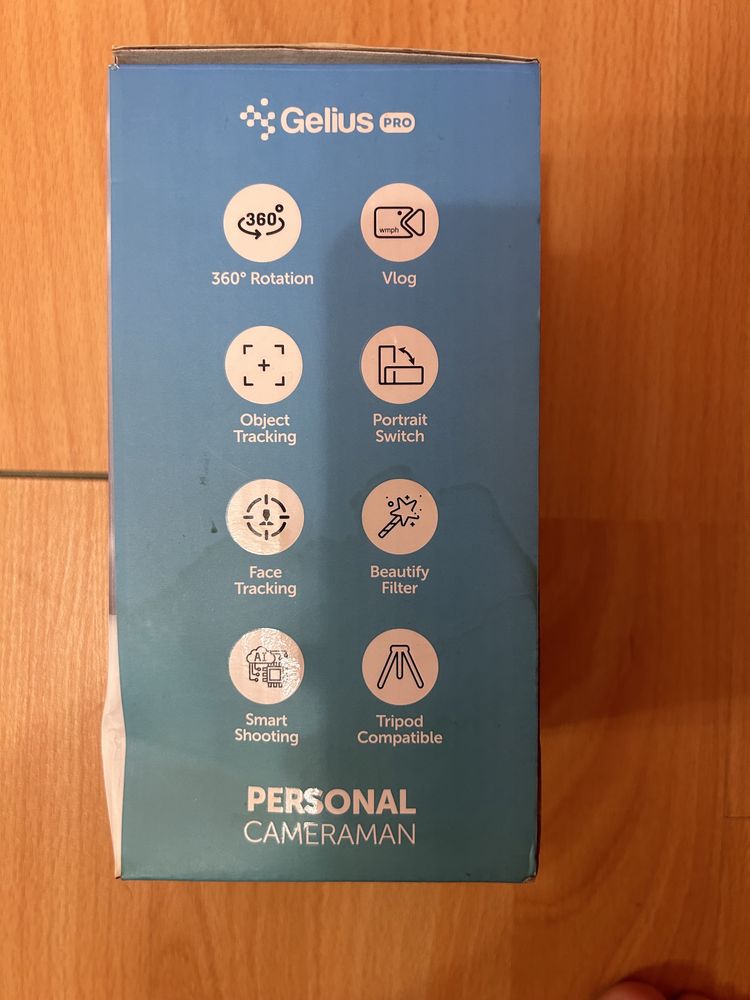 Gelius PRO
360°
wmph
360° Rotation
Vlog
Object
Tracking
Portrait
Switch
Face
Tracking
Beautify
Filter
AI
Smart
Shooting
Tripod
Compatible
PERSONAL
CAMERAMAN